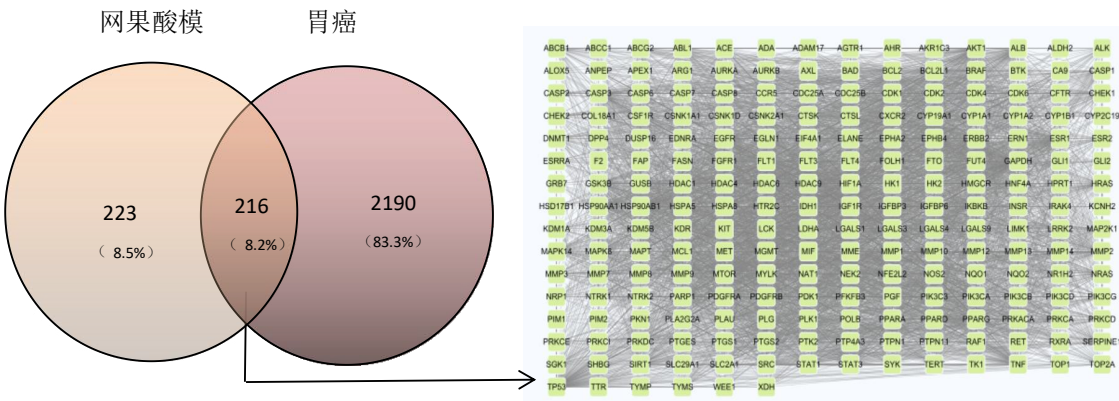 网果酸模
胃癌
223
216
2190
（ 8.5%）
（ 8.2%）
（83.3%）
ABCB1 ABCC1 ABCG2 ABL1 ACE ADA ADAM17 AGTR1 AHR AKR1C3 AKT1 ALB ALDH2 ALK
ALOX5 ANPEP APEX1 ARG1 AURKA AURKB AXL BAD BCL2 BCL2L1 BRAF BTK CA9 CASP1
CASP2 CASP3 CASP6 CASP7 CASP8 CCR5 CDC25A CDC25B CDK1 CDK2 CDK4 CDK6 CFTR CHEK1
CHEK2 COL18A1 CSF1R CSNK1A1 CSNK1D CSNK2A1 CTSK CTSL CXCR2 CYP19A1 CYP1A1 CYP1A2 CYP1B1 CYP2C19
DNMT1 DPP4 DUSP16 EDNRA EGFR EGLN1 EIF4A1 ELANE EPHA2 EPHB4 ERBB2 ERN1 ESR1 ESR2
ESRRA F2 FAP FASN FGFR1 FLT1 FLT3 FLT4 FOLH1 FTO FUT4 GAPDH GLI1 GLI2
GRB7 GSK3B GUSB HDAC1 HDAC4 HDAC6 HDAC9 HIF1A HK1 HK2 HMGCR HNF4A HPRT1 HRAS
HSD17B1 HSP90AA1 HSP90AB1 HSPA5 HSPA8 HTR2C IDH1 IGF1R IGFBP3 IGFBP6 IKBKB INSR IRAK4 KCNH2
KDM1A KDM3A KDM5B KDR KIT LCK LDHA LGALS1 LGALS3 LGALS4 LGALS9 LIMK1 LRRK2 MAP2K1
MAPK14 MAPK8 MAPT MCL1 MET MGMT MIF MME MMP1 MMP10 MMP12 MMP13 MMP14 MMP2
MMP3 MMP7 MMP8 MMP9 MTOR MYLK NAT1 NEK2 NFE2L2 NOS2 NQO1 NQO2 NR1H2 NRAS
NRP1 NTRK1 NTRK2 PARP1 PDGFRA PDGFRB PDK1 PFKFB3 PGF PIK3C3 PIK3CA PIK3CB PIK3CD PIK3CG
PIM1 PIM2 PKN1 PLA2G2A PLAU PLG PLK1 POLB PPARA PPARD PPARG PRKACA PRKCA PRKCD
PRKCE PRKCI PRKDC PTGES PTGS1 PTGS2 PTK2 PTP4A3 PTPN1 PTPN11 RAF1 RET RXRA SERPINE1
SGK1 SHBG SIRT1 SLC29A1 SLC2A1 SRC STAT1 STAT3 SYK TERT TK1 TNF TOP1 TOP2A
TP53 TTR TYMP TYMS WEE1 XDH